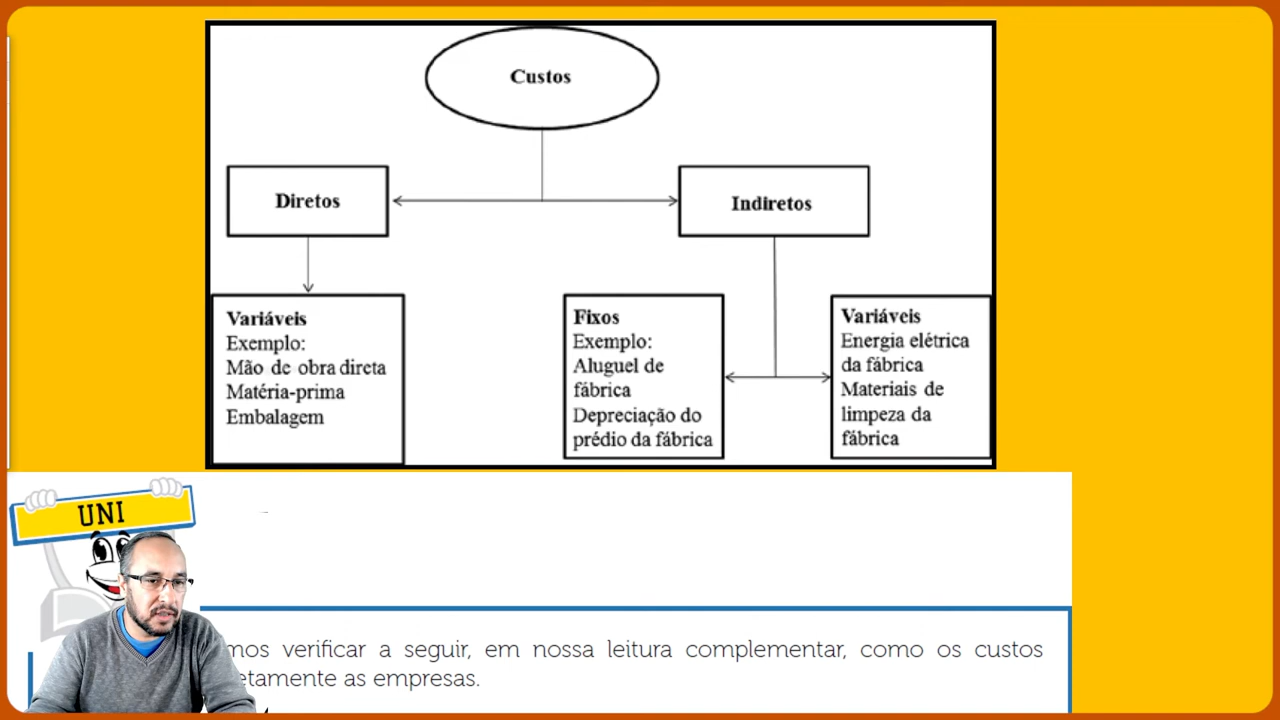 Custos
Diretos
Indiretos
Variáveis
Exemplo:
Mão de obra direta
Matéria-prima
Embalagem
Fixos
Exemplo:
Aluguel de
fábrica
Depreciação do
prédio da fábrica
Variáveis
Energia elétrica
da fábrica
Materiais de
limpeza da
fábrica
UNI
verificar a seguir, em nossa leitura complementar, como os custos
as empresas.